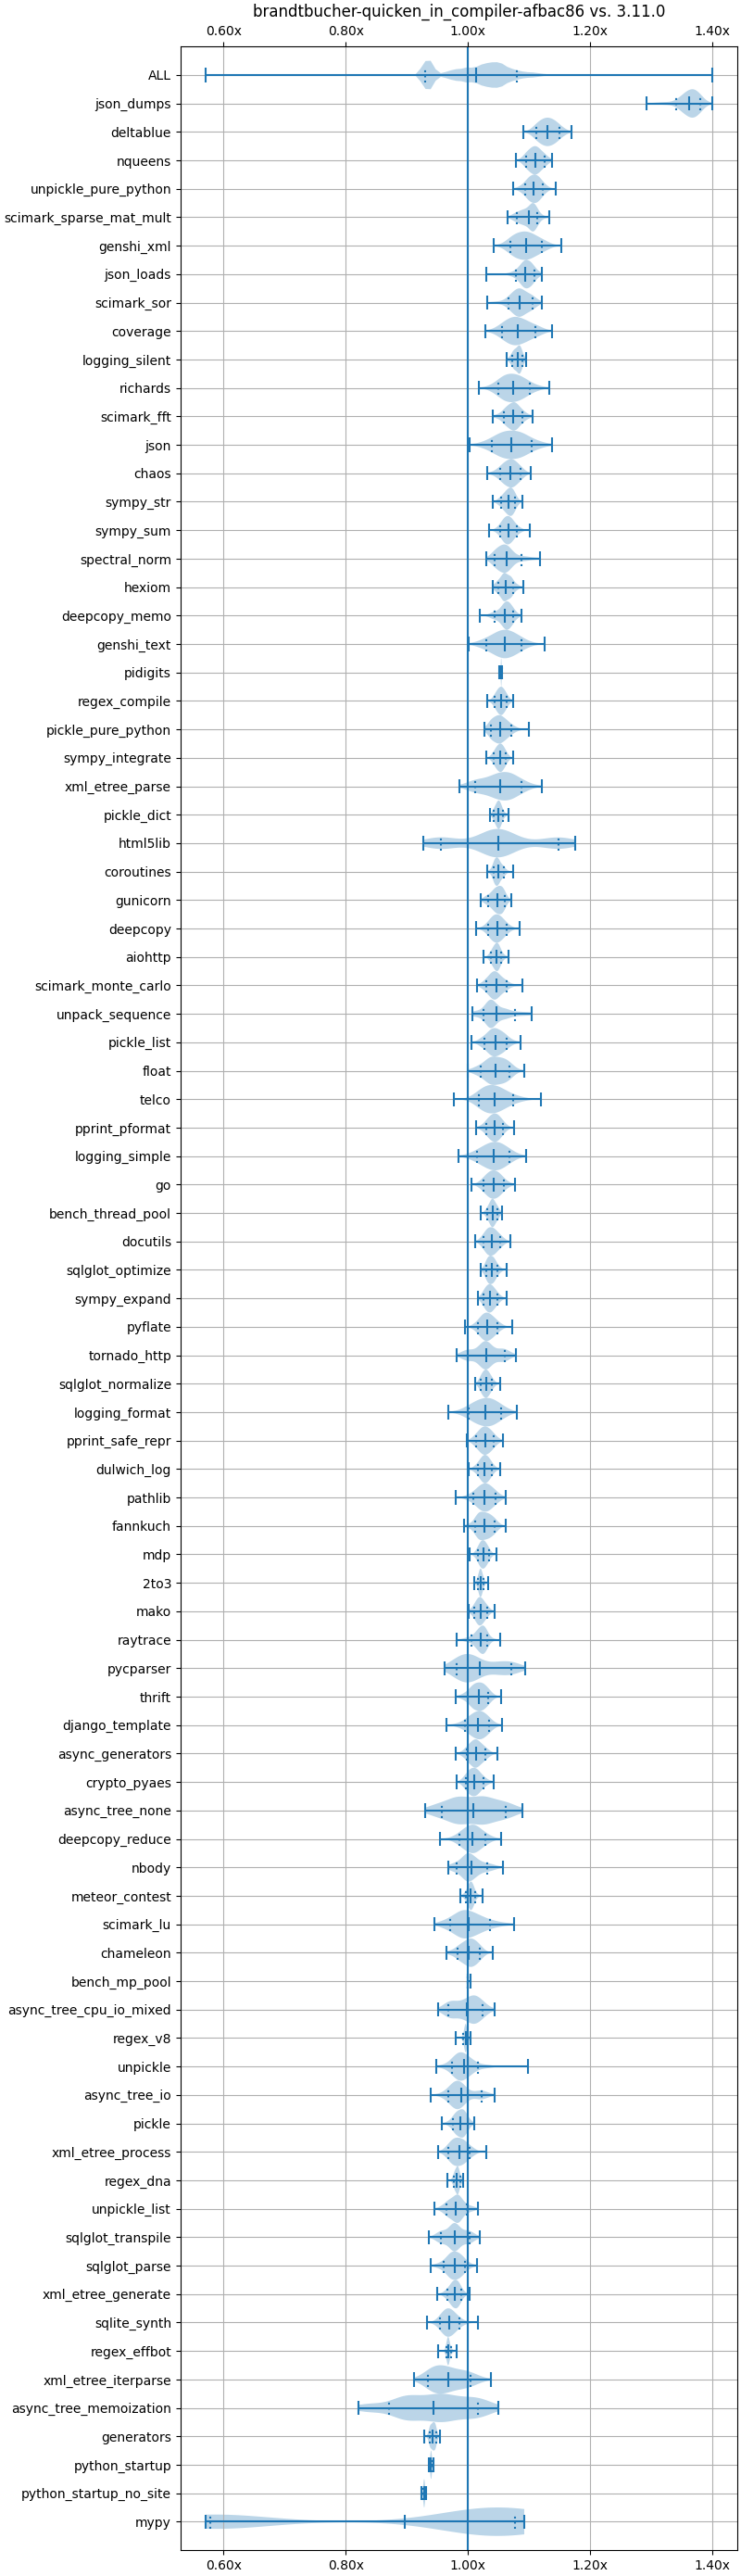 brandtbucher-quicken_in_compiler-afbac86 vs. 3.11.0
0.60x 0.80x 1.00x 1.20x 1.40x
ALL
json_dumps
deltablue
nqueens
unpickle_pure_python
scimark_sparse_mat_mult
genshi_xml
json_loads
scimark_sor
coverage
logging_silent
richards
scimark_fft
json
chaos
sympy_str
sympy_sum
spectral_norm
hexiom
deepcopy_memo
genshi_text
pidigits
regex_compile
pickle_pure_python
sympy_integrate
xml_etree_parse
pickle_dict
html5lib
coroutines
gunicorn
deepcopy
aiohttp
scimark_monte_carlo
unpack_sequence
pickle_list
float
telco
pprint_pformat
logging_simple
go
bench_thread_pool
docutils
sqlglot_optimize
sympy_expand
pyflate
tornado_http
sqlglot_normalize
logging_format
pprint_safe_repr
dulwich_log
pathlib
fannkuch
mdp
2to3
mako
raytrace
pycparser
thrift
django_template
async_generators
crypto_pyaes
async_tree_none
deepcopy_reduce
nbody
meteor_contest
scimark_lu
chameleon
bench_mp_pool
async_tree_cpu_io_mixed
regex_v8
unpickle
async_tree_io
pickle
xml_etree_process
regex_dna
unpickle_list
sqlglot_transpile
sqlglot_parse
xml_etree_generate
sqlite_synth
regex_effbot
xml_etree_iterparse
async_tree_memoization
generators
python_startup
python_startup_no_site
mypy
0.60x 0.80x 1.00x 1.20x 1.40x